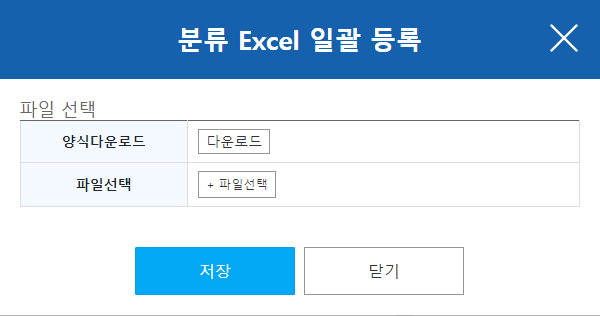 분류 Excel 일괄 등록
파일 선택
양식다운로드 다운로드
파일선택 + 파일선택
저장 닫기